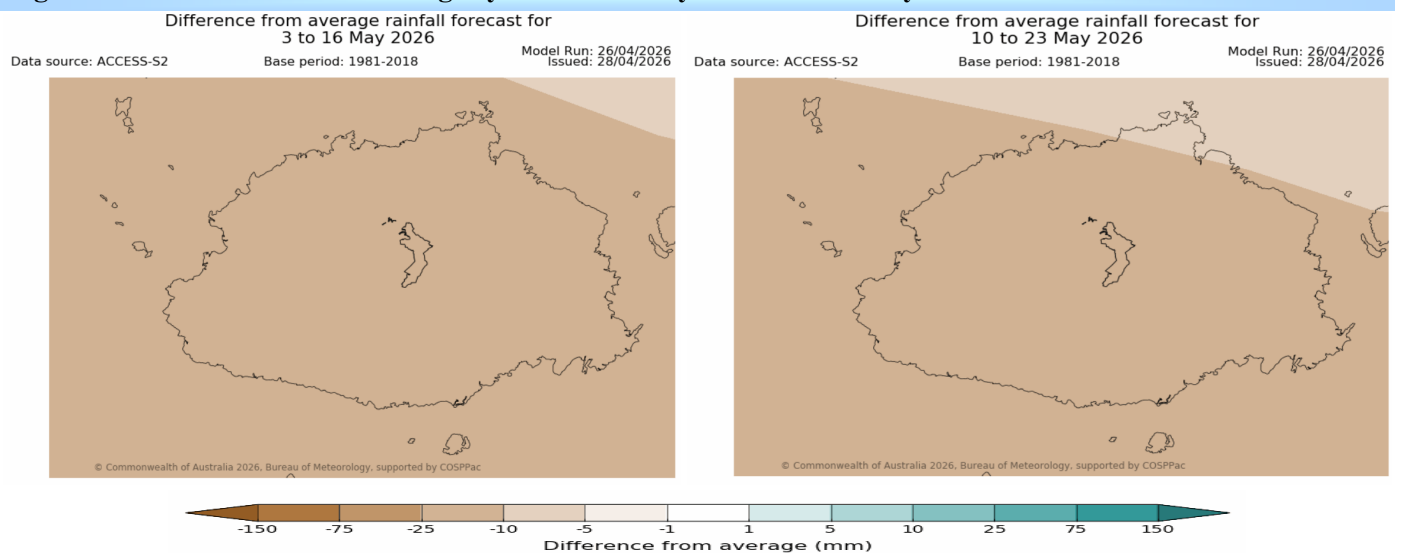 Difference from average rainfall forecast for
3 to 16 May 2026
Model Run: 26/04/2026
Data source: ACCESS-S2 Base period: 1981-2018 Issued: 28/04/2026
© Commonwealth of Australia 2026, Bureau of Meteorology, supported by COSPPac
Difference from average rainfall forecast for
10 to 23 May 2026
Model Run: 26/04/2026
Data source: ACCESS-S2 Base period: 1981-2018 Issued: 28/04/2026
© Commonwealth of Australia 2026, Bureau of Meteorology, supported by COSPPac
-150 -75 -25 -10 -5 -1 1 5 10 25 75 150
Difference from average (mm)